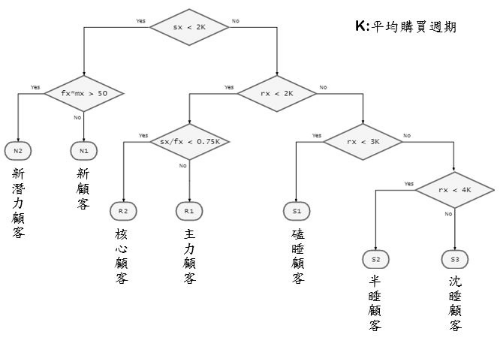 K:平均購買週期
sx < 2K
Yes
No
fx*mx > 50
Yes
No
rx < 2K
Yes
No
sx/fx < 0.75K
Yes
No
rx < 3K
Yes
No
rx < 4K
Yes
No
N2
N1
R2
R1
S1
S2
S3
新潛力顧客
新顧客
核心顧客
主力顧客
瞌睡顧客
半睡顧客
沈睡顧客